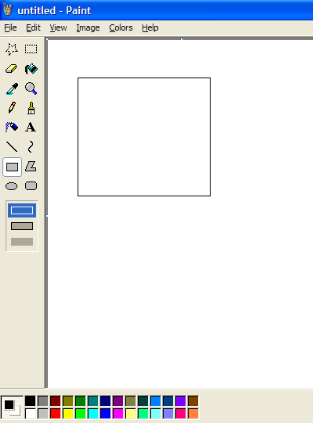 untitled - Paint
File Edit View Image Colors Help
A